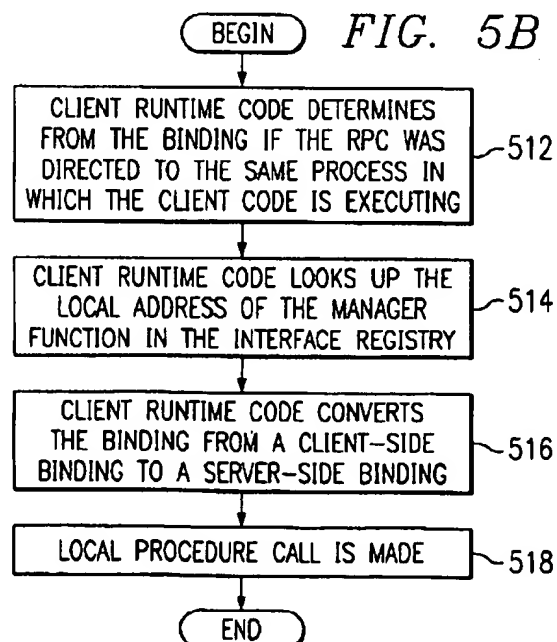 BEGIN
FIG. 5B
CLIENT RUNTIME CODE DETERMINES
FROM THE BINDING IF THE RPC WAS
DIRECTED TO THE SAME PROCESS IN
WHICH THE CLIENT CODE IS EXECUTING
512
CLIENT RUNTIME CODE LOOKS UP THE
LOCAL ADDRESS OF THE MANAGER
FUNCTION IN THE INTERFACE REGISTRY
514
CLIENT RUNTIME CODE CONVERTS
THE BINDING FROM A CLIENT-SIDE
BINDING TO A SERVER-SIDE BINDING
516
LOCAL PROCEDURE CALL IS MADE
518
END